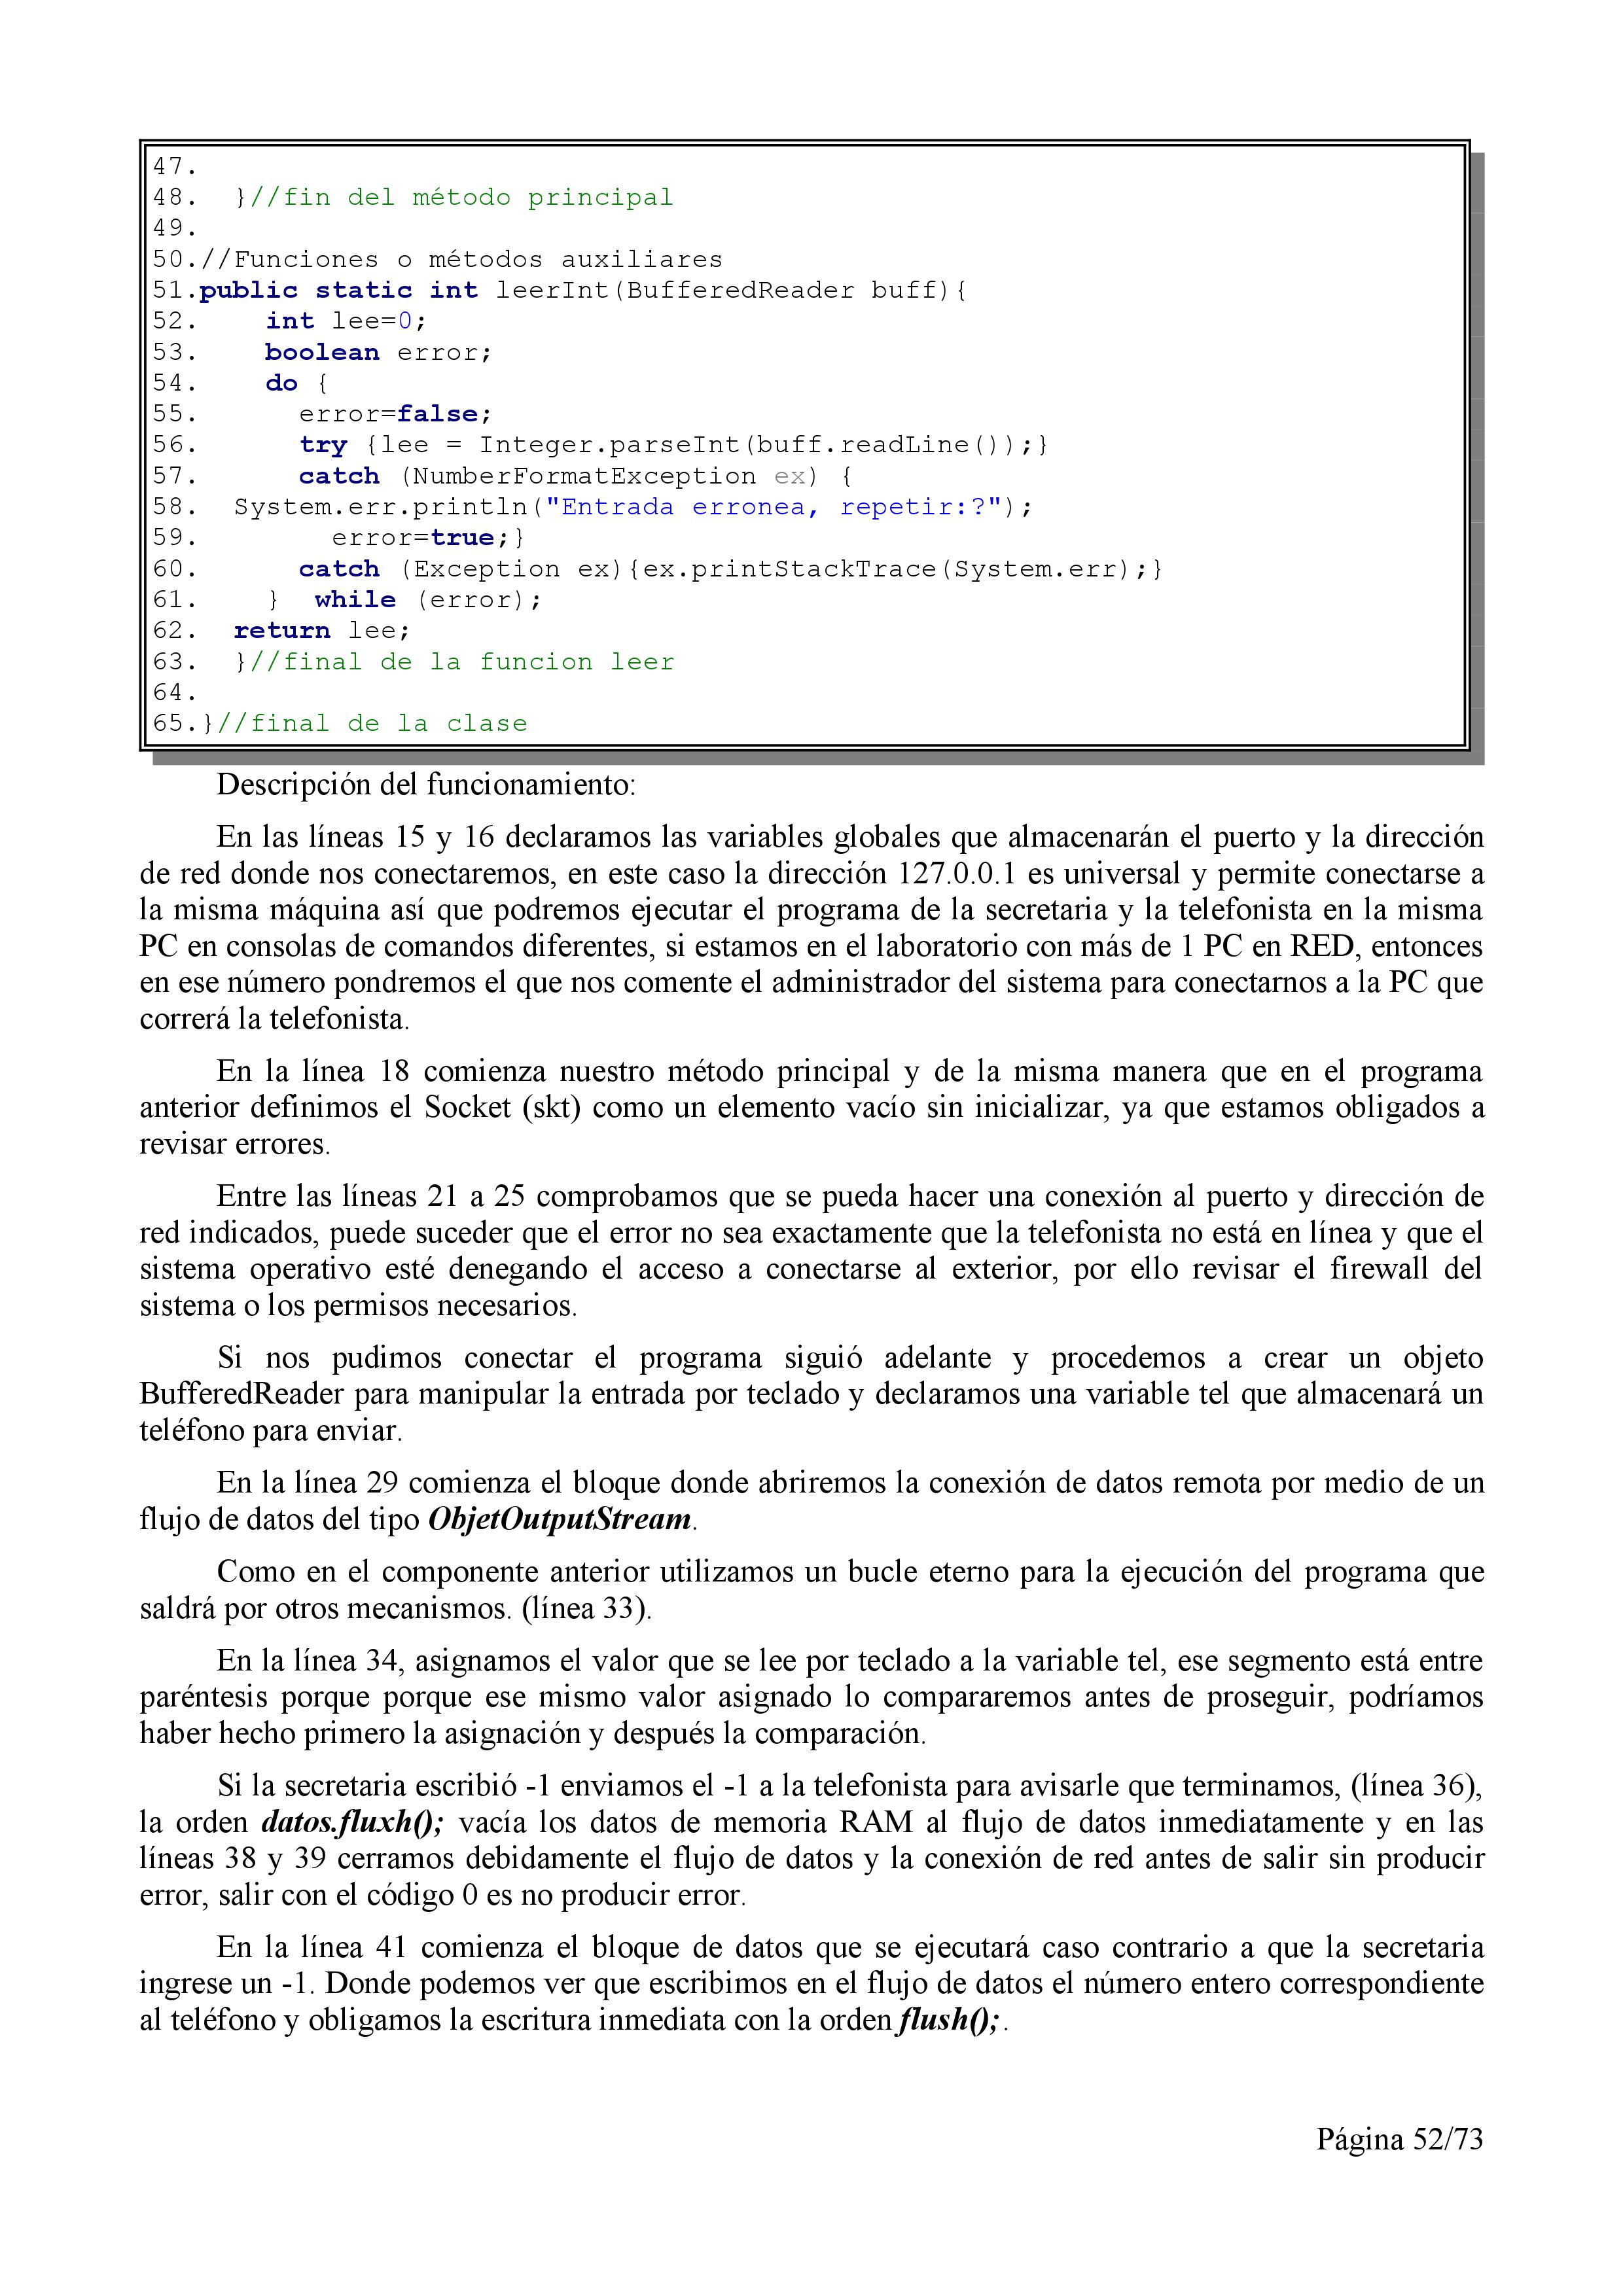 47.
48.  }//fin del método principal
49.
50.//Funciones o métodos auxiliares
51.public static int leerInt(BufferedReader buff){
52.    int lee=0;
53.    boolean error;
54.    do {
55.      error=false;
56.      try {lee = Integer.parseInt(buff.readLine());}
57.      catch (NumberFormatException ex) {
58.  System.err.println("Entrada erronea, repetir:?");
59.        error=true;}
60.      catch (Exception ex){ex.printStackTrace(System.err);}
61.    }  while (error);
62.  return lee;
63.  }//final de la funcion leer
64.
65.}//final de la clase
Descripción del funcionamiento:
En las líneas 15 y 16 declaramos las variables globales que almacenarán el puerto y la dirección
de red donde nos conectaremos, en este caso la dirección 127.0.0.1 es universal y permite conectarse a
la misma máquina así que podremos ejecutar el programa de la secretaria y la telefonista en la misma
PC en consolas de comandos diferentes, si estamos en el laboratorio con más de 1 PC en RED, entonces
en ese número pondremos el que nos comente el administrador del sistema para conectarnos a la PC que
correrá la telefonista.
En la línea 18 comienza nuestro método principal y de la misma manera que en el programa
anterior definimos el Socket (skt) como un elemento vacío sin inicializar, ya que estamos obligados a
revisar errores.
Entre las líneas 21 a 25 comprobamos que se pueda hacer una conexión al puerto y dirección de
red indicados, puede suceder que el error no sea exactamente que la telefonista no está en línea y que el
sistema operativo esté denegando el acceso a conectarse al exterior, por ello revisar el firewall del
sistema o los permisos necesarios.
Si nos pudimos conectar el programa siguió adelante y procedemos a crear un objeto
BufferedReader para manipular la entrada por teclado y declaramos una variable tel que almacenará un
teléfono para enviar.
En la línea 29 comienza el bloque donde abriremos la conexión de datos remota por medio de un
flujo de datos del tipo ObjetOutputStream.
Como en el componente anterior utilizamos un bucle eterno para la ejecución del programa que
saldrá por otros mecanismos. (línea 33).
En la línea 34, asignamos el valor que se lee por teclado a la variable tel, ese segmento está entre
paréntesis porque porque ese mismo valor asignado lo compararemos antes de proseguir, podríamos
haber hecho primero la asignación y después la comparación.
Si la secretaria escribió -1 enviamos el -1 a la telefonista para avisarle que terminamos, (línea 36),
la orden datos.fluxh(); vacía los datos de memoria RAM al flujo de datos inmediatamente y en las
líneas 38 y 39 cerramos debidamente el flujo de datos y la conexión de red antes de salir sin producir
error, salir con el código 0 es no producir error.
En la línea 41 comienza el bloque de datos que se ejecutará caso contrario a que la secretaria
ingrese un -1. Donde podemos ver que escribimos en el flujo de datos el número entero correspondiente
al teléfono y obligamos la escritura inmediata con la orden flush();.
Página 52/73